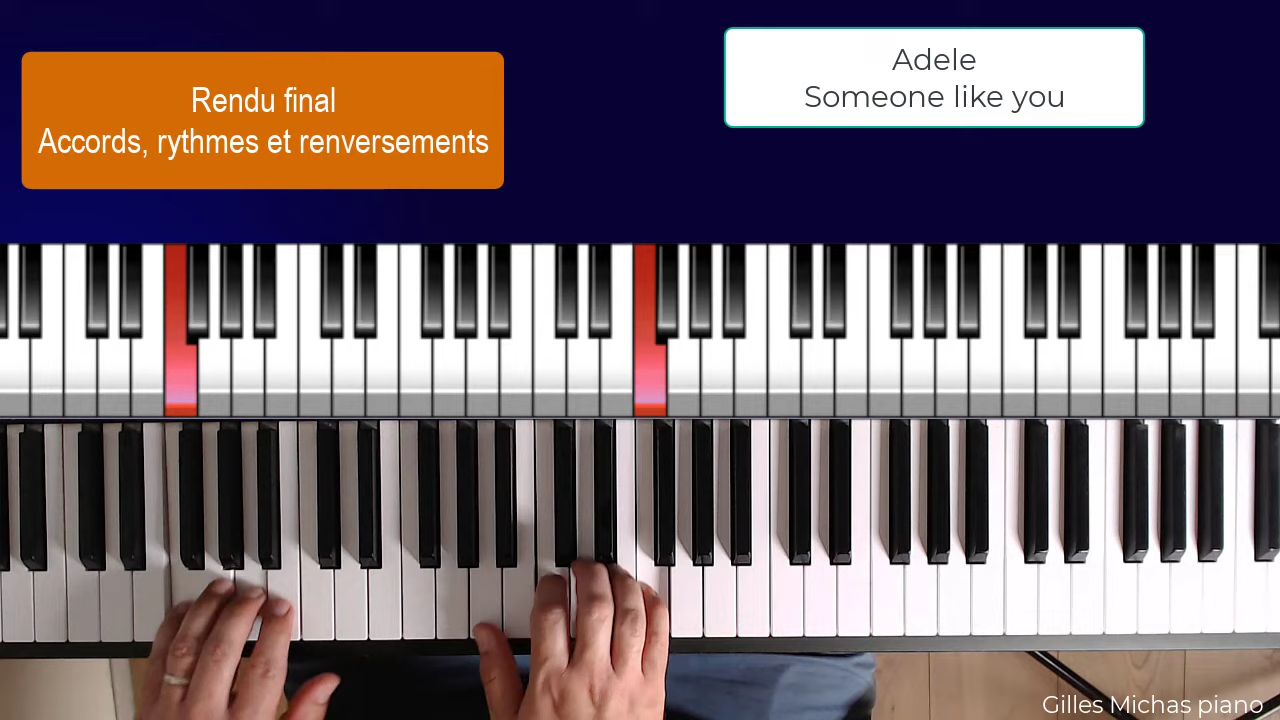 Rendu final
Accords, rythmes et renversements
Adele
Someone like you
Gilles Michas piano